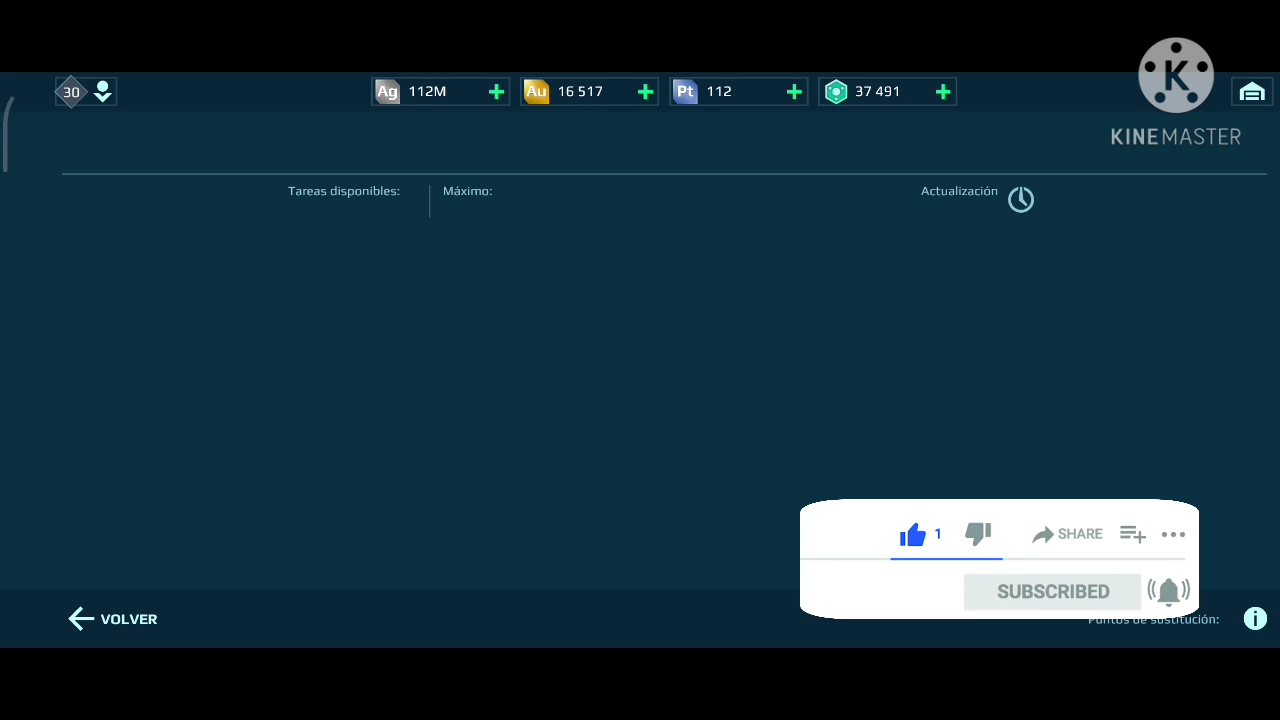 30
Ag 112M
Au 16 517
Pt 112
37 491
K
KINEMASTER
Tareas disponibles:
Máximo:
Actualización
1
SHARE
SUBSCRIBED
VOLVER
Puntos de sustitución: